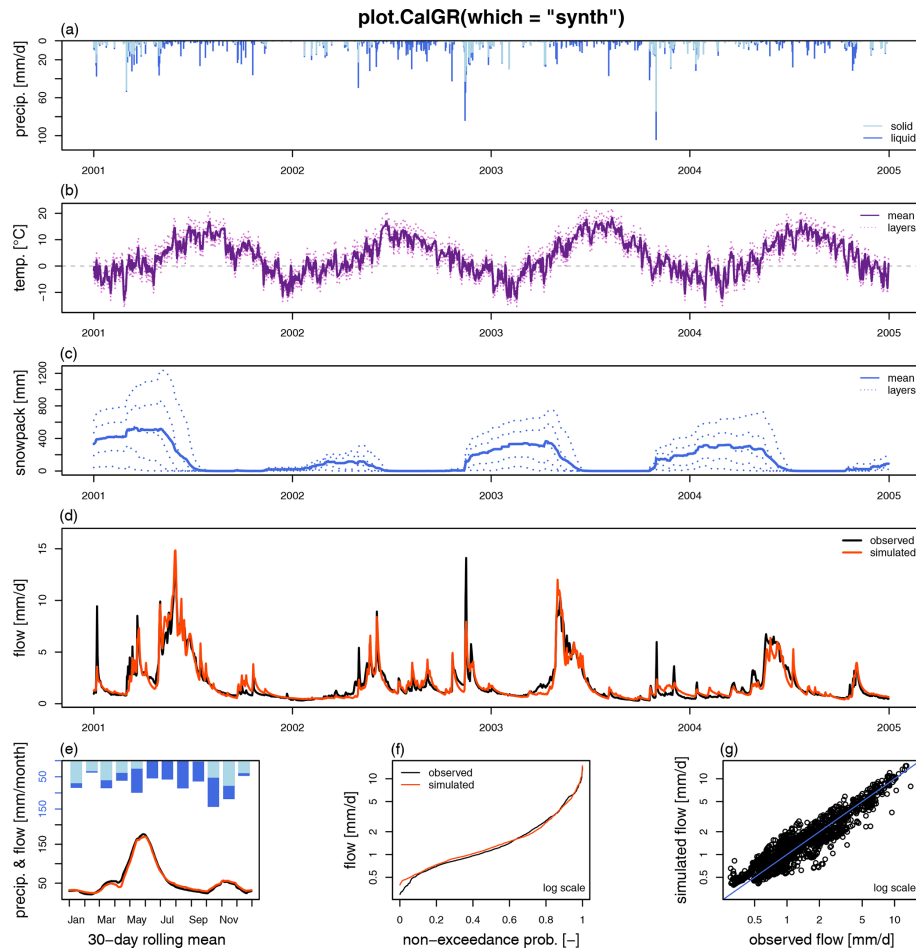 plot.CalGR(which = "synth")
(a)
precip. [mm/d]
0
20
60
100
solid
liquid
2001 2002 2003 2004 2005
(b)
temp. [°C]
20
10
0
−10
mean
layers
2001 2002 2003 2004 2005
(c)
snowpack [mm]
1200
800
400
0
mean
layers
2001 2002 2003 2004 2005
(d)
flow [mm/d]
15
10
5
0
observed
simulated
2001 2002 2003 2004 2005
(e)
precip. & flow [mm/month]
50
150
150
50
Jan Mar May Jul Sep Nov
30−day rolling mean
(f)
flow [mm/d]
10
5
2
1
0.5
observed
simulated
log scale
0 0.2 0.4 0.6 0.8 1
non−exceedance prob. [−]
(g)
simulated flow [mm/d]
10
5
2
1
0.5
log scale
0.5 1 2 5 10
observed flow [mm/d]